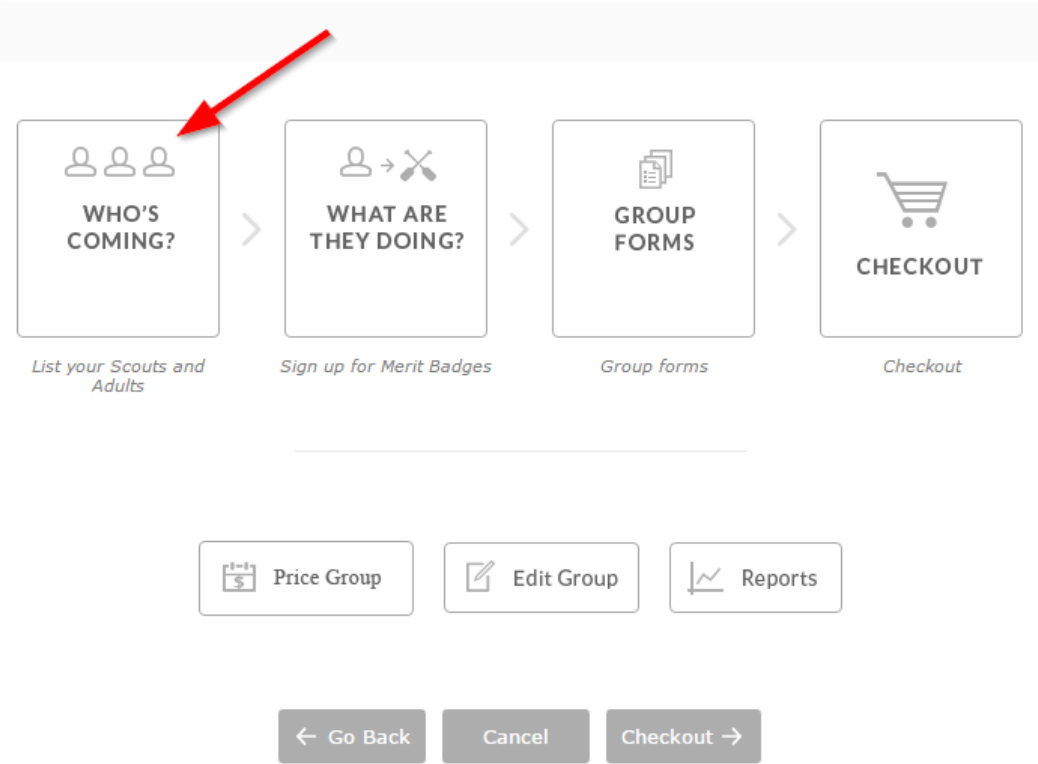 WHO'S
COMING?
WHAT ARE
THEY DOING?
GROUP
FORMS
CHECKOUT
List your Scouts and
Adults
Sign up for Merit Badges
Group forms
Checkout
$ Price Group
Edit Group
Reports
← Go Back
Cancel
Checkout →